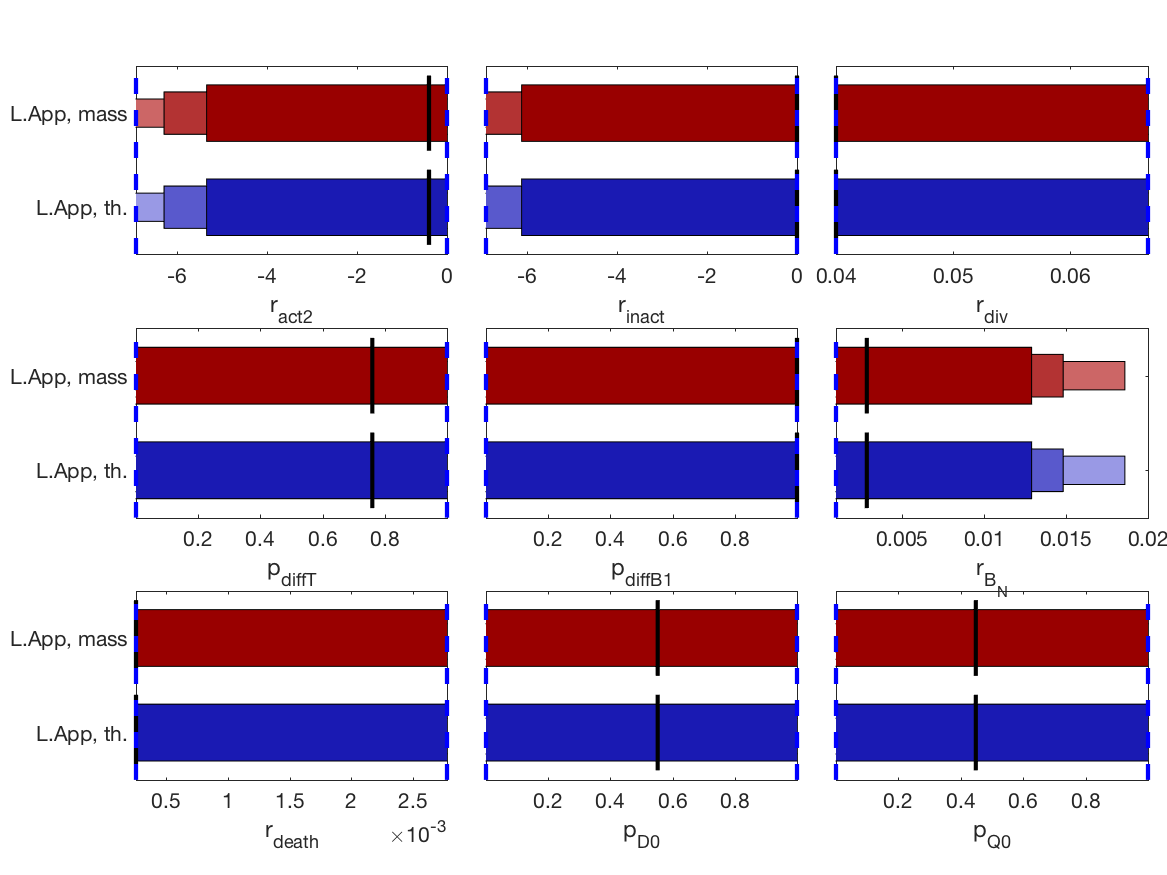 L.App, mass
L.App, th.
-6 -4 -2 0
r_act2
-6 -4 -2 0
r_inact
0.04 0.05 0.06
r_div
L.App, mass
L.App, th.
0.2 0.4 0.6 0.8
p_diffT
0.2 0.4 0.6 0.8
p_diffB1
0.005 0.01 0.015 0.02
r_B_N
L.App, mass
L.App, th.
0.5 1 1.5 2 2.5
×10^-3
r_death
0.2 0.4 0.6 0.8
p_D0
0.2 0.4 0.6 0.8
p_Q0